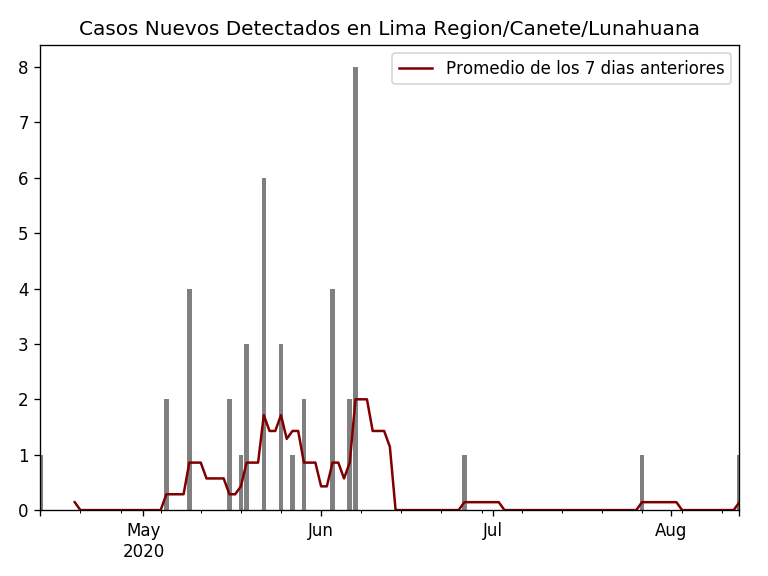 Casos Nuevos Detectados en Lima Region/Canete/Lunahuana
Promedio de los 7 dias anteriores
8
7
6
5
4
3
2
1
0
May
2020
Jun
Jul
Aug